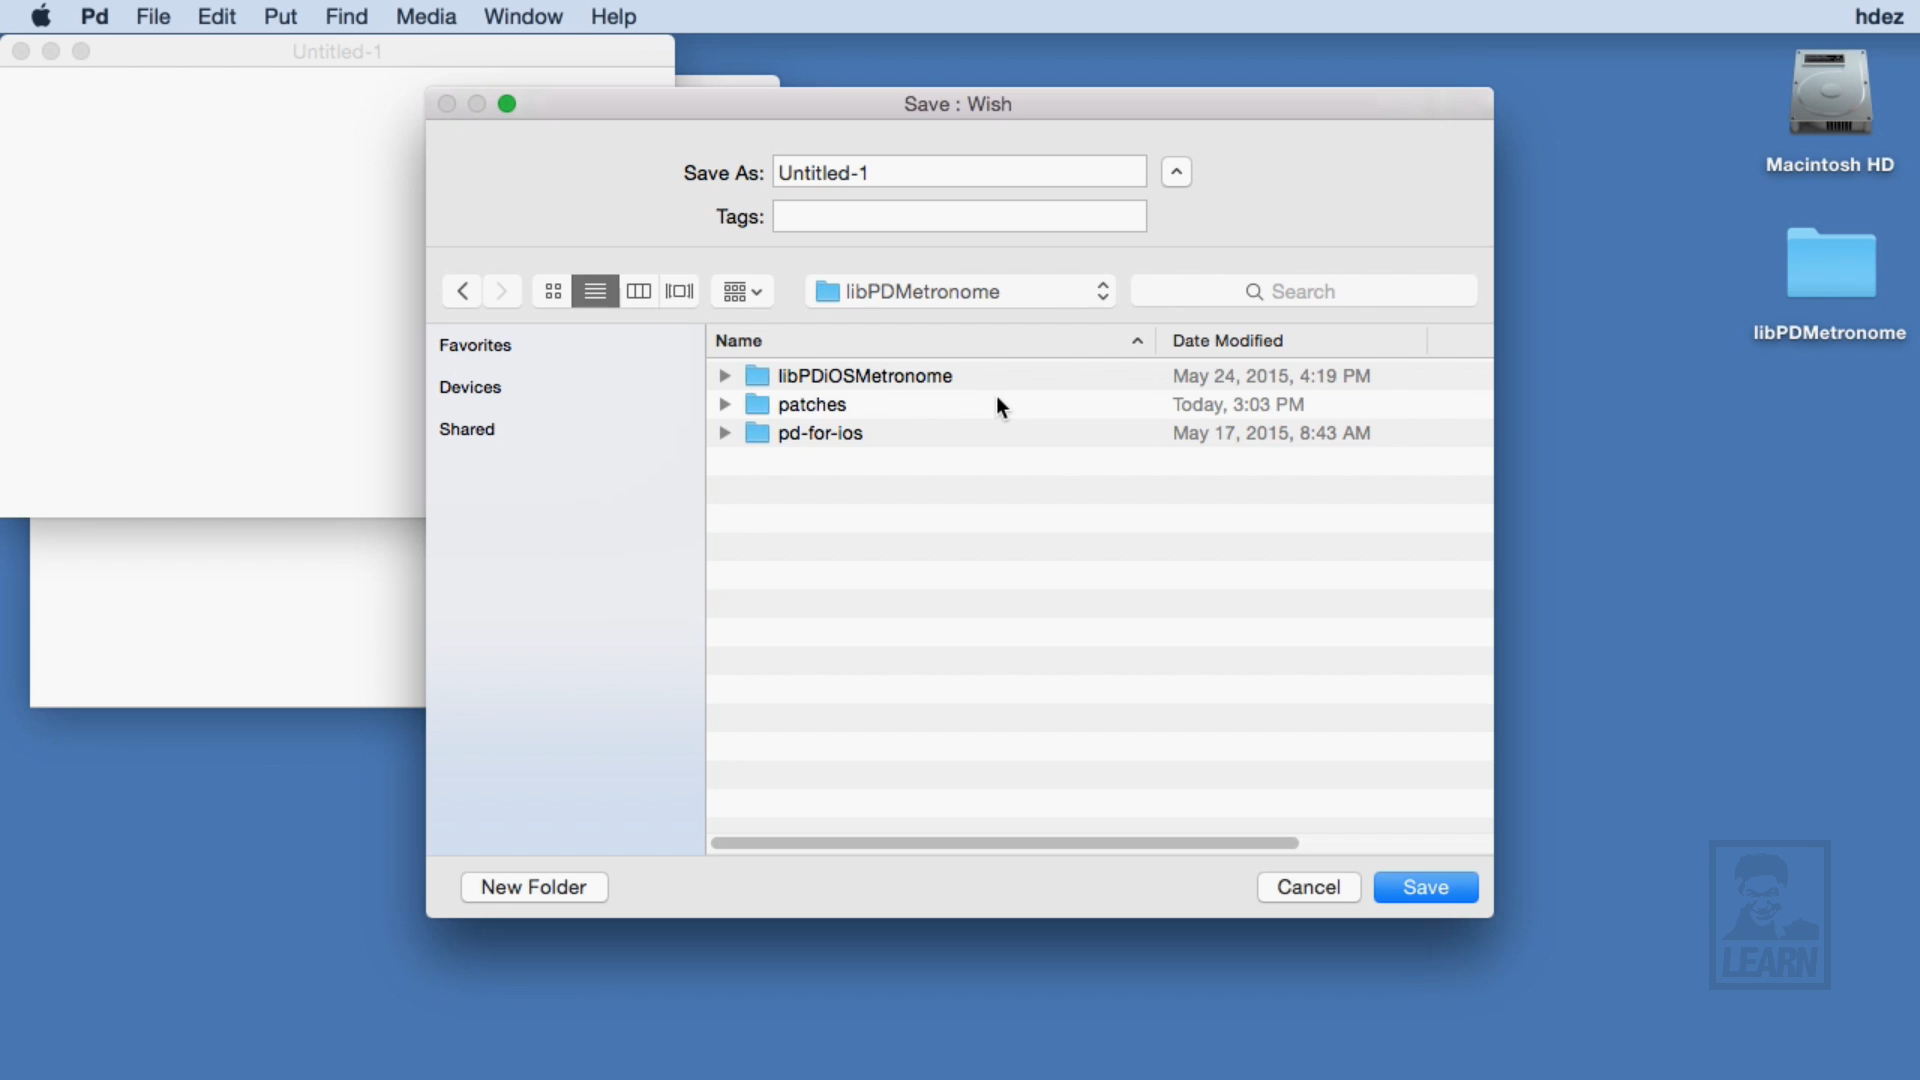 Pd File Edit Put Find Media Window Help hdez
Untitled-1
Save : Wish
Save As: Untitled-1
Tags:
libPDMetronome
Search
Favorites
Devices
Shared
Name Date Modified
libPDiOSMetronome May 24, 2015, 4:19 PM
patches Today, 3:03 PM
pd-for-ios May 17, 2015, 8:43 AM
New Folder Cancel Save
Macintosh HD
libPDMetronome
LEARN